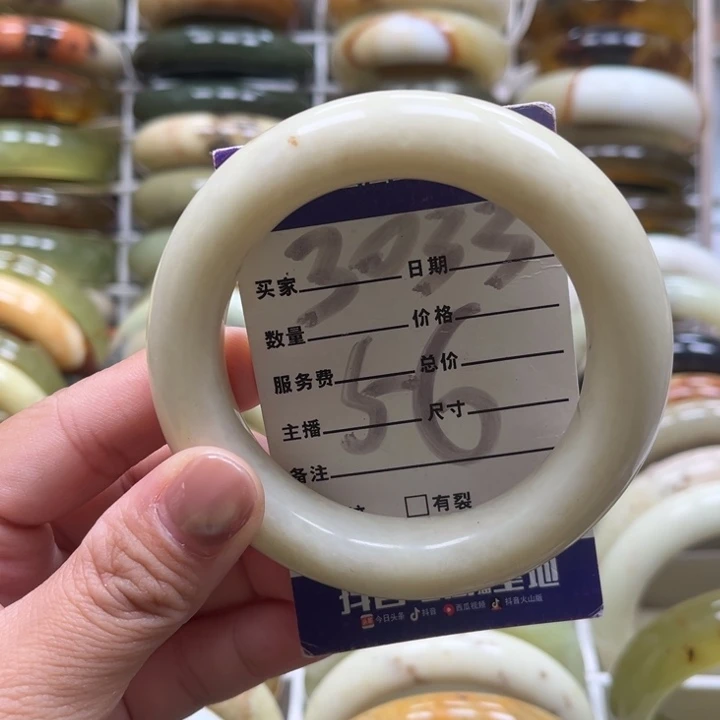 3033
买家 日期
数量 价格
56
服务费 总价
主播 尺寸
备注
□有裂
今日头条 抖音 西瓜视频 抖音火山版